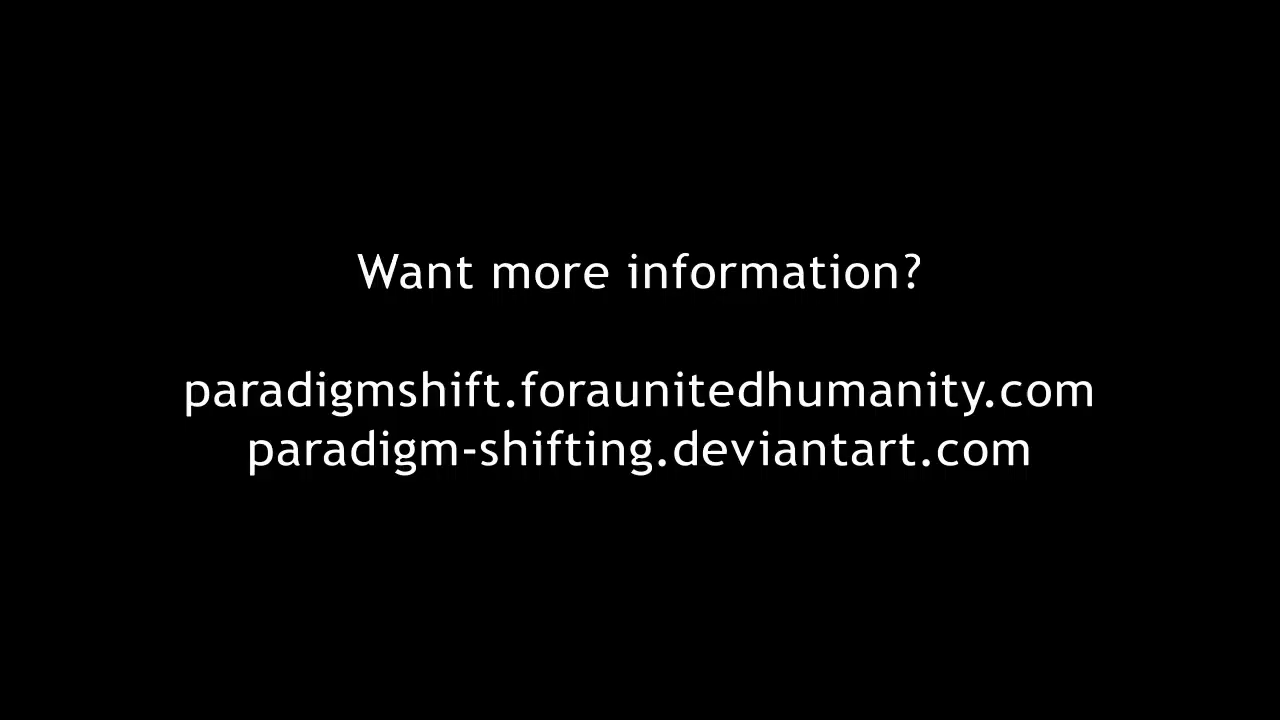 Want more information?
paradigmshift.foraunitedhumanity.com
paradigm-shifting.deviantart.com